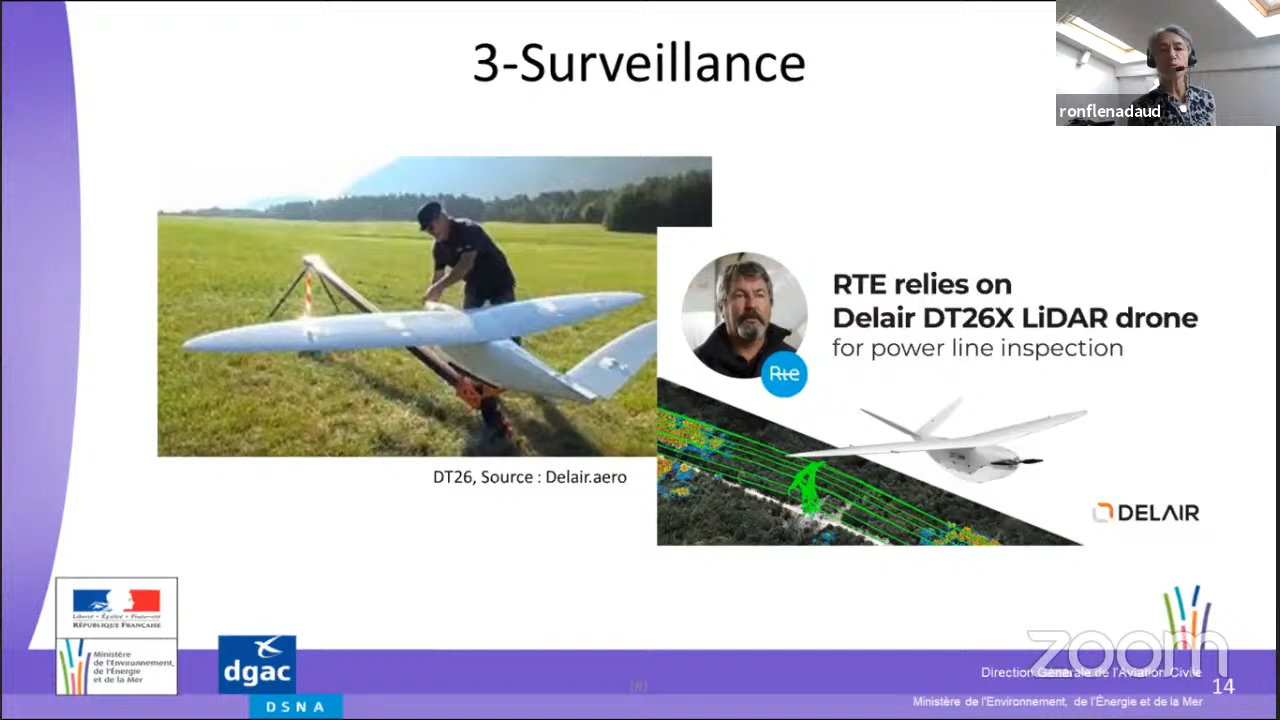 3-Surveillance
ronflenadaud
RTE relies on
Delair DT26X LiDAR drone
for power line inspection
Rte
DT26, Source : Delair.aero
DELAIR
Liberté • Égalité • Fraternité
RÉPUBLIQUE FRANÇAISE
Ministère
de l'Environnement,
de l'Énergie
et de la Mer
dgac
DSNA
zoom
Direction Générale de l'Aviation Civile
14
Ministère de l'Environnement, de l'Énergie et de la Mer